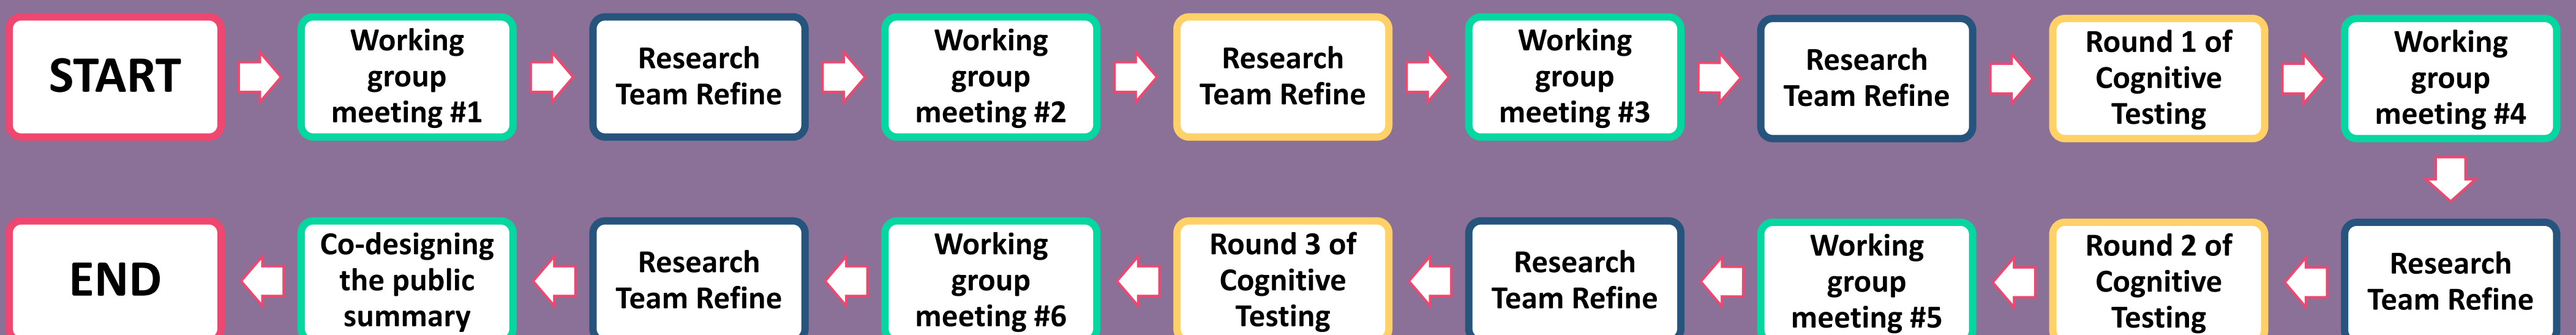 START
Working
group
meeting #1
Research
Team Refine
Working
group
meeting #2
Research
Team Refine
Working
group
meeting #3
Research
Team Refine
Round 1 of
Cognitive
Testing
Working
group
meeting #4
Research
Team Refine
Round 2 of
Cognitive
Testing
Working
group
meeting #5
Research
Team Refine
Round 3 of
Cognitive
Testing
Working
group
meeting #6
Research
Team Refine
Co-designing
the public
summary
END